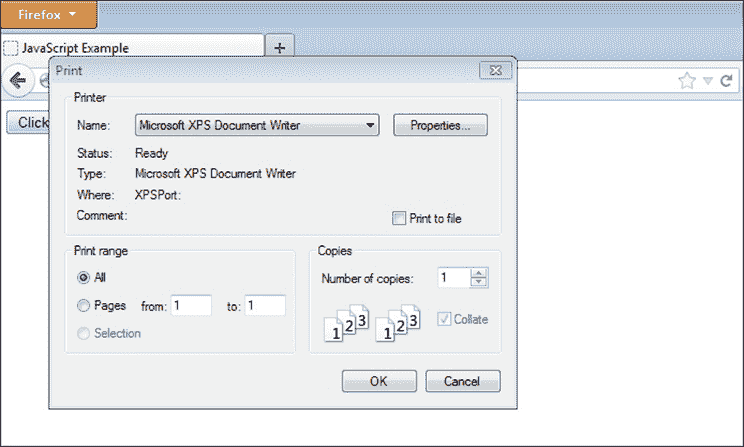 Firefox
JavaScript Example
Print
Printer
Name: Microsoft XPS Document Writer Properties...
Click
Status: Ready
Type: Microsoft XPS Document Writer
Where: XPSPort:
Comment:
Print to file
Print range
Copies
All
Number of copies: 1
Pages from: 1 to: 1
Selection
1 2 3 1 2 3
Collate
OK Cancel